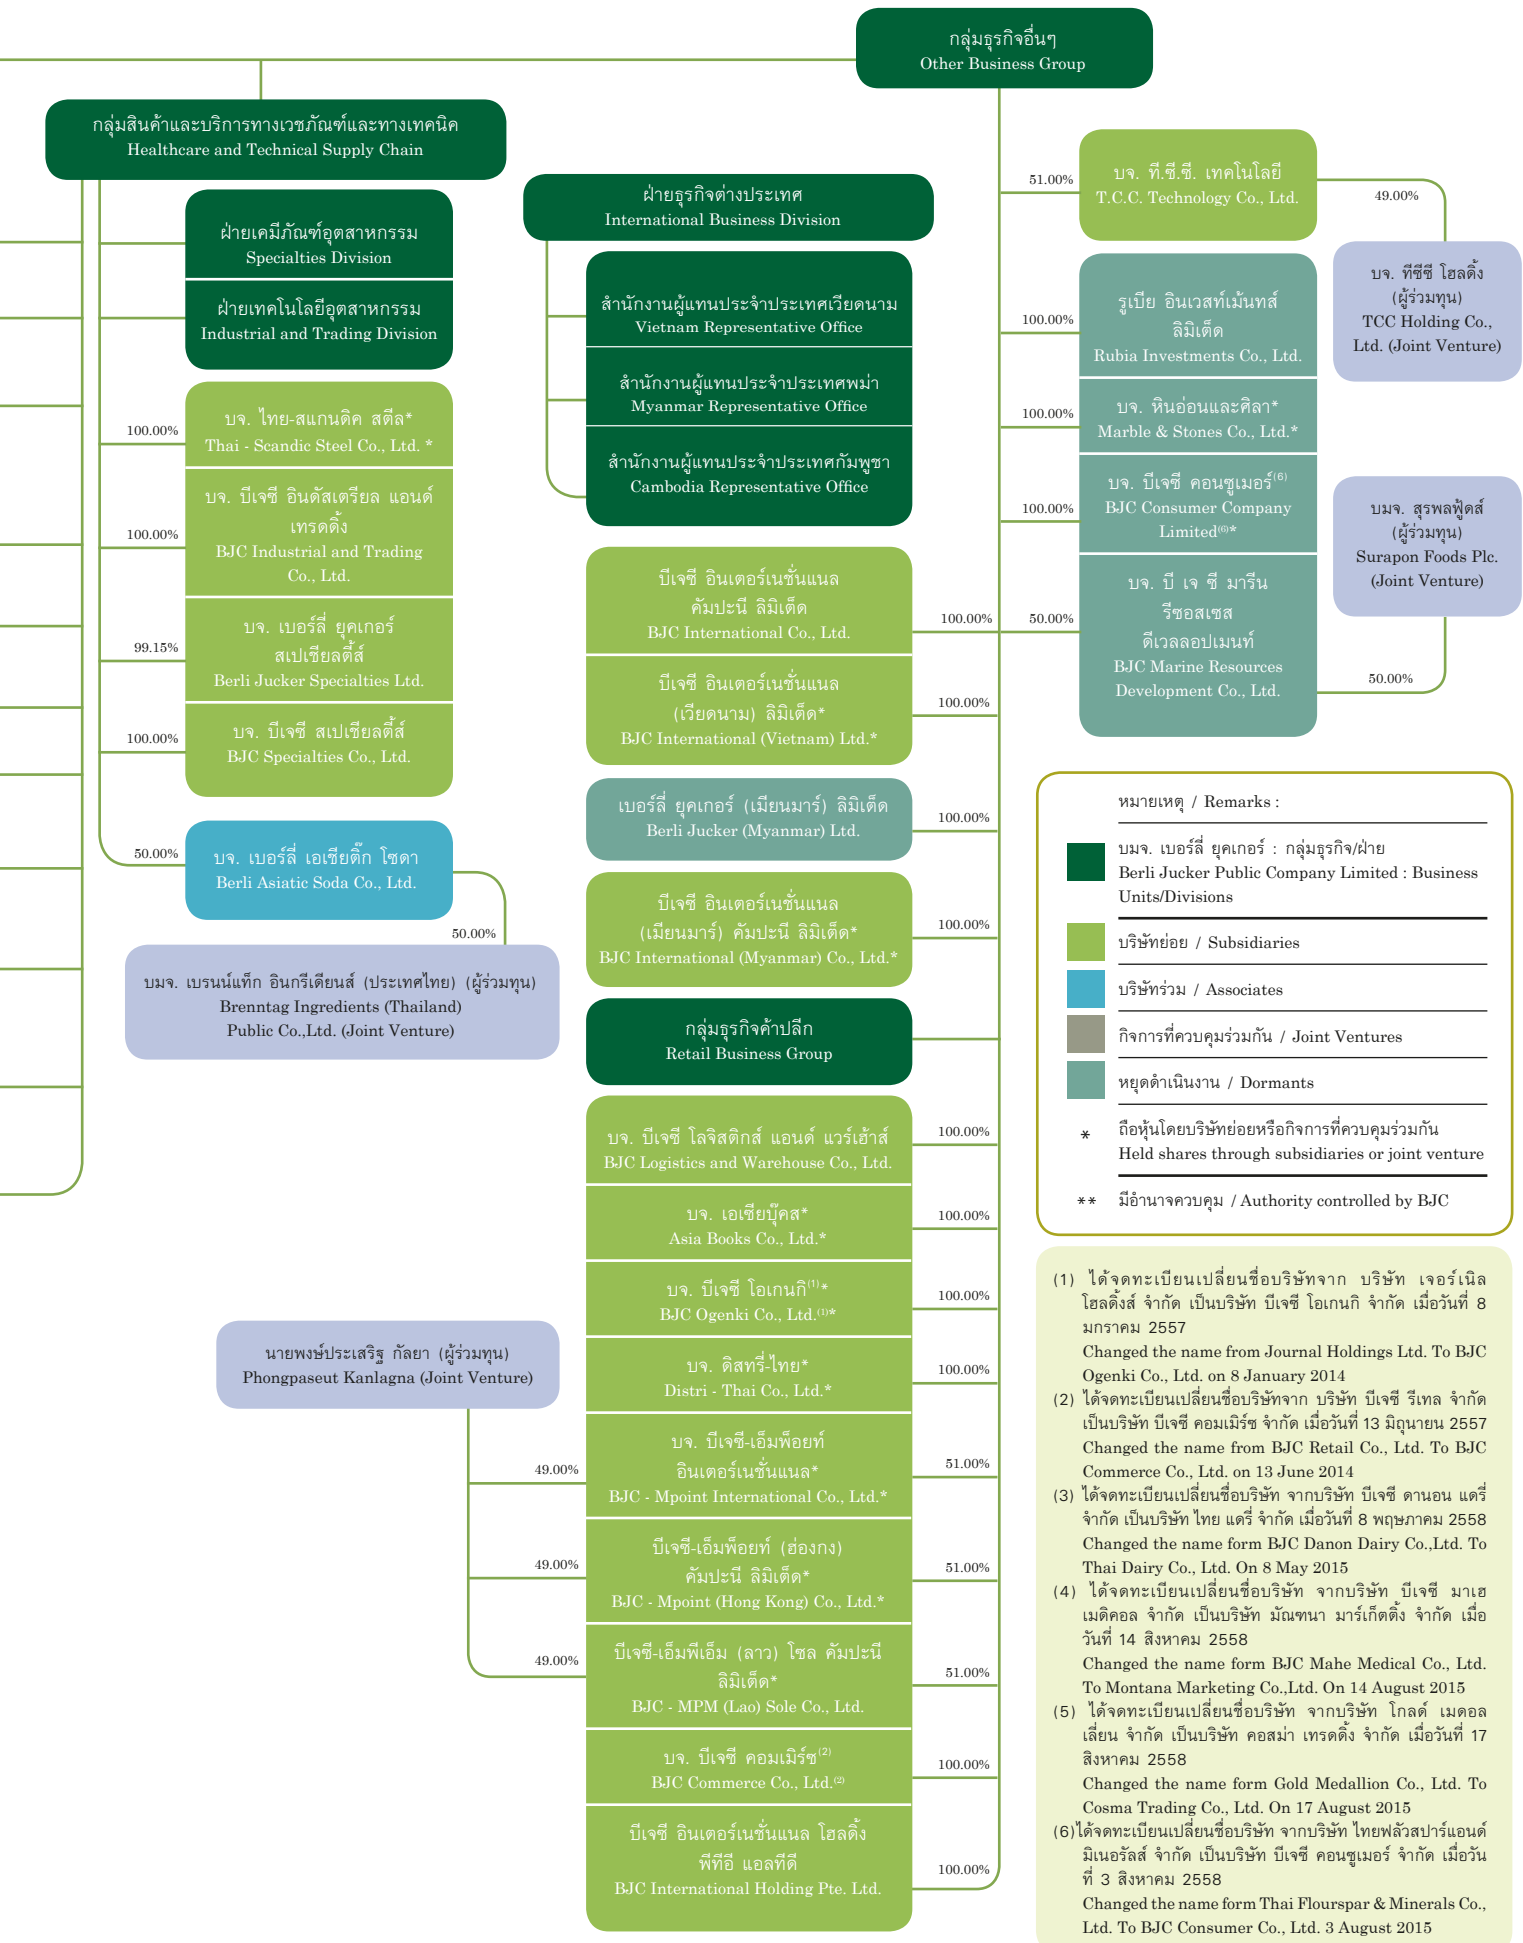 กลุ่มธุรกิจอื่นๆ
Other Business Group
กลุ่มสินค้าและบริการทางเวชภัณฑ์และทางเทคนิค
Healthcare and Technical Supply Chain
ฝ่ายเคมีภัณฑ์อุตสาหกรรม
Specialties Division
ฝ่ายเทคโนโลยีอุตสาหกรรม
Industrial and Trading Division
100.00%
บจ. ไทย-สแกนดิค สตีล*
Thai - Scandic Steel Co., Ltd. *
100.00%
บจ. บีเจซี อินดัสเตรียล แอนด์
เทรดดิ้ง
BJC Industrial and Trading
Co., Ltd.
99.15%
บจ. เบอร์ลี่ ยุคเกอร์
สเปเชียลตี้ส์
Berli Jucker Specialties Ltd.
100.00%
บจ. บีเจซี สเปเชียลตี้ส์
BJC Specialties Co., Ltd.
50.00%
บจ. เบอร์ลี่ เอเชียติ๊ก โซดา
Berli Asiatic Soda Co., Ltd.
50.00%
บมจ. เบรนน์แท็ก อินกรีเดียนส์ (ประเทศไทย) (ผู้ร่วมทุน)
Brenntag Ingredients (Thailand)
Public Co.,Ltd. (Joint Venture)
ฝ่ายธุรกิจต่างประเทศ
International Business Division
สำนักงานผู้แทนประจำประเทศเวียดนาม
Vietnam Representative Office
สำนักงานผู้แทนประจำประเทศพม่า
Myanmar Representative Office
สำนักงานผู้แทนประจำประเทศกัมพูชา
Cambodia Representative Office
บีเจซี อินเตอร์เนชั่นแนล
คัมปะนี ลิมิเต็ด
BJC International Co., Ltd.
100.00%
บีเจซี อินเตอร์เนชั่นแนล
(เวียดนาม) ลิมิเต็ด*
BJC International (Vietnam) Ltd.*
100.00%
เบอร์ลี่ ยุคเกอร์ (เมียนมาร์) ลิมิเต็ด
Berli Jucker (Myanmar) Ltd.
100.00%
บีเจซี อินเตอร์เนชั่นแนล
(เมียนมาร์) คัมปะนี ลิมิเต็ด*
BJC International (Myanmar) Co., Ltd.*
100.00%
กลุ่มธุรกิจค้าปลีก
Retail Business Group
บจ. บีเจซี โลจิสติกส์ แอนด์ แวร์เฮ้าส์
BJC Logistics and Warehouse Co., Ltd.
100.00%
บจ. เอเซียบุ๊คส*
Asia Books Co., Ltd.*
100.00%
บจ. บีเจซี โอเกนกิ(1)*
BJC Ogenki Co., Ltd.(1)*
100.00%
บจ. ดิสทรี่-ไทย*
Distri - Thai Co., Ltd.*
100.00%
นายพงษ์ประเสริฐ กัลยา (ผู้ร่วมทุน)
Phongpaseut Kanlagna (Joint Venture)
49.00%
บจ. บีเจซี-เอ็มพ็อยท์
อินเตอร์เนชั่นแนล*
BJC - Mpoint International Co., Ltd.*
51.00%
49.00%
บีเจซี-เอ็มพ็อยท์ (ฮ่องกง)
คัมปะนี ลิมิเต็ด*
BJC - Mpoint (Hong Kong) Co., Ltd.*
51.00%
49.00%
บีเจซี-เอ็มพีเอ็ม (ลาว) โซล คัมปะนี
ลิมิเต็ด*
BJC - MPM (Lao) Sole Co., Ltd.
51.00%
บจ. บีเจซี คอมเมิร์ซ(2)
BJC Commerce Co., Ltd.(2)
100.00%
บีเจซี อินเตอร์เนชั่นแนล โฮลดิ้ง
พีทีอี แอลทีดี
BJC International Holding Pte. Ltd.
100.00%
51.00%
บจ. ที.ซี.ซี. เทคโนโลยี
T.C.C. Technology Co., Ltd.
49.00%
บจ. ทีซีซี โฮลดิ้ง
(ผู้ร่วมทุน)
TCC Holding Co.,
Ltd. (Joint Venture)
100.00%
รูเบีย อินเวสท์เม้นทส์
ลิมิเต็ด
Rubia Investments Co., Ltd.
100.00%
บจ. หินอ่อนและศิลา*
Marble & Stones Co., Ltd.*
100.00%
บจ. บีเจซี คอนซูเมอร์(6)
BJC Consumer Company
Limited(6)*
50.00%
บจ. บี เจ ซี มารีน
รีซอสเซส
ดีเวลลอปเมนท์
BJC Marine Resources
Development Co., Ltd.
บมจ. สุรพลฟู้ดส์
(ผู้ร่วมทุน)
Surapon Foods Plc.
(Joint Venture)
50.00%
หมายเหตุ / Remarks :
บมจ. เบอร์ลี่ ยุคเกอร์ : กลุ่มธุรกิจ/ฝ่าย
Berli Jucker Public Company Limited : Business
Units/Divisions
บริษัทย่อย / Subsidiaries
บริษัทร่วม / Associates
กิจการที่ควบคุมร่วมกัน / Joint Ventures
หยุดดำเนินงาน / Dormants
* ถือหุ้นโดยบริษัทย่อยหรือกิจการที่ควบคุมร่วมกัน
Held shares through subsidiaries or joint venture
** มีอำนาจควบคุม / Authority controlled by BJC
(1) ได้จดทะเบียนเปลี่ยนชื่อบริษัทจาก บริษัท เจอร์เนิล
โฮลดิ้งส์ จำกัด เป็นบริษัท บีเจซี โอเกนกิ จำกัด เมื่อวันที่ 8
มกราคม 2557
Changed the name from Journal Holdings Ltd. To BJC
Ogenki Co., Ltd. on 8 January 2014
(2) ได้จดทะเบียนเปลี่ยนชื่อบริษัทจาก บริษัท บีเจซี รีเทล จำกัด
เป็นบริษัท บีเจซี คอมเมิร์ซ จำกัด เมื่อวันที่ 13 มิถุนายน 2557
Changed the name from BJC Retail Co., Ltd. To BJC
Commerce Co., Ltd. on 13 June 2014
(3) ได้จดทะเบียนเปลี่ยนชื่อบริษัท จากบริษัท บีเจซี ดานอน แดรี่
จำกัด เป็นบริษัท ไทย แดรี่ จำกัด เมื่อวันที่ 8 พฤษภาคม 2558
Changed the name form BJC Danon Dairy Co.,Ltd. To
Thai Dairy Co., Ltd. On 8 May 2015
(4) ได้จดทะเบียนเปลี่ยนชื่อบริษัท จากบริษัท บีเจซี มาเฮ
เมดิคอล จำกัด เป็นบริษัท มัณฑนา มาร์เก็ตติ้ง จำกัด เมื่อ
วันที่ 14 สิงหาคม 2558
Changed the name form BJC Mahe Medical Co., Ltd.
To Montana Marketing Co.,Ltd. On 14 August 2015
(5) ได้จดทะเบียนเปลี่ยนชื่อบริษัท จากบริษัท โกลด์ เมดอล
เลี่ยน จำกัด เป็นบริษัท คอสม่า เทรดดิ้ง จำกัด เมื่อวันที่ 17
สิงหาคม 2558
Changed the name form Gold Medallion Co., Ltd. To
Cosma Trading Co., Ltd. On 17 August 2015
(6)ได้จดทะเบียนเปลี่ยนชื่อบริษัท จากบริษัท ไทยฟลัวสปาร์แอนด์
มิเนอรัลส์ จำกัด เป็นบริษัท บีเจซี คอนซูเมอร์ จำกัด เมื่อวัน
ที่ 3 สิงหาคม 2558
Changed the name form Thai Flourspar & Minerals Co.,
Ltd. To BJC Consumer Co., Ltd. 3 August 2015